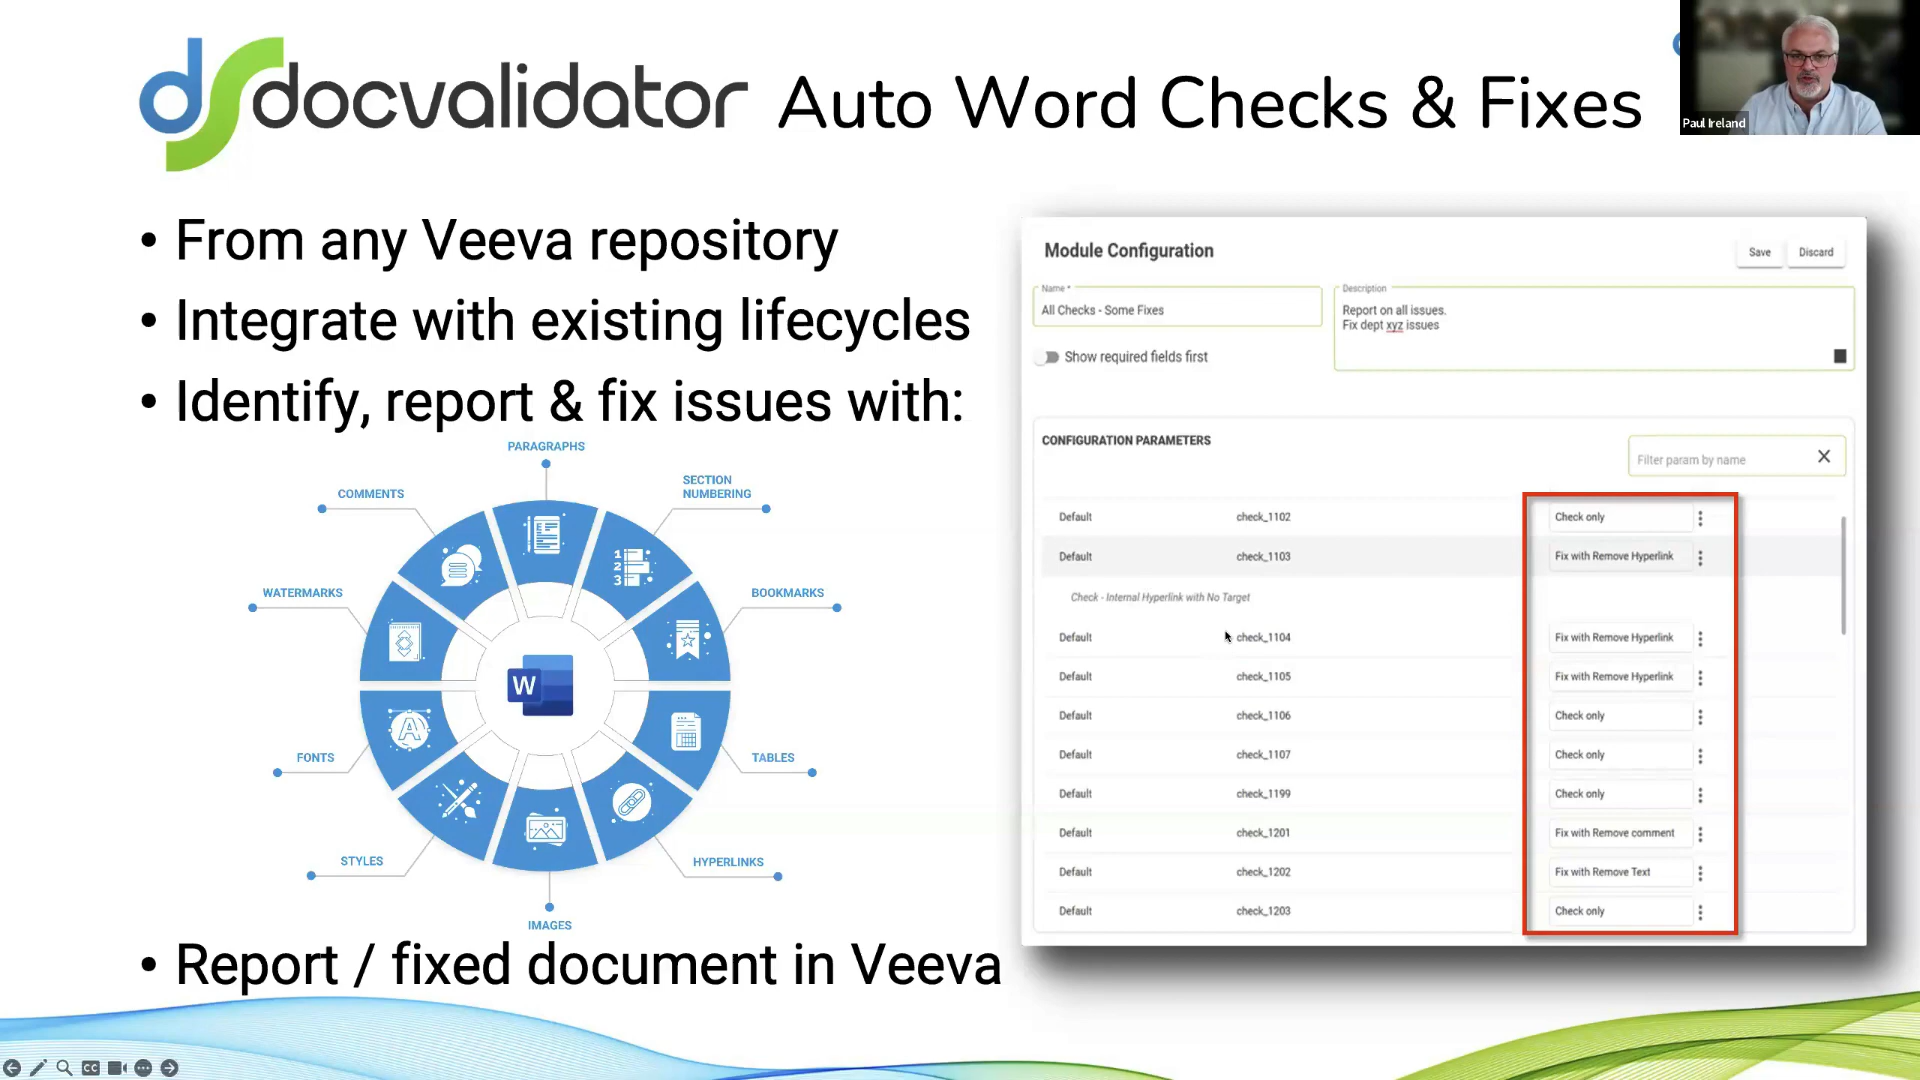 docvalidator Auto Word Checks & Fixes
Paul Ireland
• From any Veeva repository
• Integrate with existing lifecycles
• Identify, report & fix issues with:
PARAGRAPHS
COMMENTS
SECTION
NUMBERING
WATERMARKS
BOOKMARKS
1
2
3
W
A
FONTS
TABLES
STYLES
HYPERLINKS
IMAGES
• Report / fixed document in Veeva
Module Configuration
Save
Discard
Name *
All Checks - Some Fixes
Description
Report on all issues.
Fix dept xyz issues
Show required fields first
CONFIGURATION PARAMETERS
Filter param by name
Default check_1102 Check only
Default check_1103 Fix with Remove Hyperlink
Check - Internal Hyperlink with No Target
Default check_1104 Fix with Remove Hyperlink
Default check_1105 Fix with Remove Hyperlink
Default check_1106 Check only
Default check_1107 Check only
Default check_1199 Check only
Default check_1201 Fix with Remove comment
Default check_1202 Fix with Remove Text
Default check_1203 Check only
CC